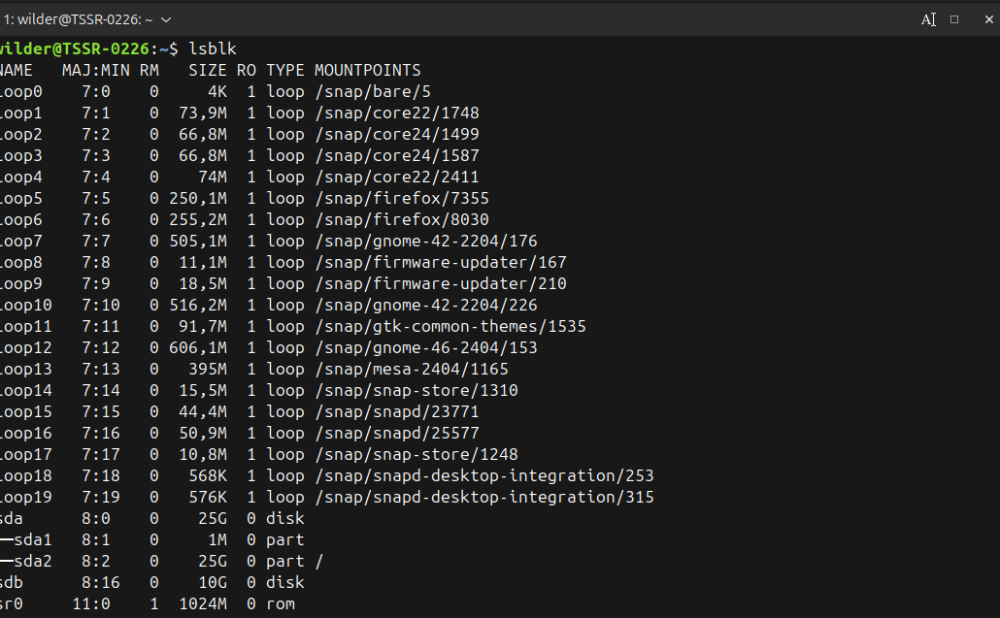 1: wilder@TSSR-0226: ~
wilder@TSSR-0226:~$ lsblk
NAME   MAJ:MIN RM   SIZE RO TYPE MOUNTPOINTS
loop0    7:0    0     4K  1 loop /snap/bare/5
loop1    7:1    0  73,9M  1 loop /snap/core22/1748
loop2    7:2    0  66,8M  1 loop /snap/core24/1499
loop3    7:3    0  66,8M  1 loop /snap/core24/1587
loop4    7:4    0    74M  1 loop /snap/core22/2411
loop5    7:5    0 250,1M  1 loop /snap/firefox/7355
loop6    7:6    0 255,2M  1 loop /snap/firefox/8030
loop7    7:7    0 505,1M  1 loop /snap/gnome-42-2204/176
loop8    7:8    0  11,1M  1 loop /snap/firmware-updater/167
loop9    7:9    0  18,5M  1 loop /snap/firmware-updater/210
loop10   7:10   0 516,2M  1 loop /snap/gnome-42-2204/226
loop11   7:11   0  91,7M  1 loop /snap/gtk-common-themes/1535
loop12   7:12   0 606,1M  1 loop /snap/gnome-46-2404/153
loop13   7:13   0   395M  1 loop /snap/mesa-2404/1165
loop14   7:14   0  15,5M  1 loop /snap/snap-store/1310
loop15   7:15   0  44,4M  1 loop /snap/snapd/23771
loop16   7:16   0  50,9M  1 loop /snap/snapd/25577
loop17   7:17   0  10,8M  1 loop /snap/snap-store/1248
loop18   7:18   0   568K  1 loop /snap/snapd-desktop-integration/253
loop19   7:19   0   576K  1 loop /snap/snapd-desktop-integration/315
sda      8:0    0    25G  0 disk
─sda1   8:1    0     1M  0 part
─sda2   8:2    0    25G  0 part /
sdb      8:16   0    10G  0 disk
sr0     11:0    1  1024M  0 rom